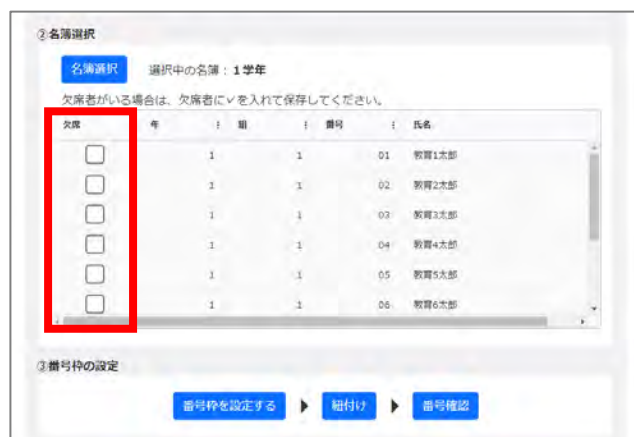 ②名簿選択
名簿選択 選択中の名簿：1学年
欠席者がいる場合は、欠席者に✓を入れて保存してください。
欠席 年 ⋮ 組 ⋮ 番号 ⋮ 氏名
1 1 01 教育1太郎
1 1 02 教育2太郎
1 1 03 教育3太郎
1 1 04 教育4太郎
1 1 05 教育5太郎
1 1 06 教育6太郎
③番号枠の設定
番号枠を設定する ▶ 紐付け ▶ 番号確認